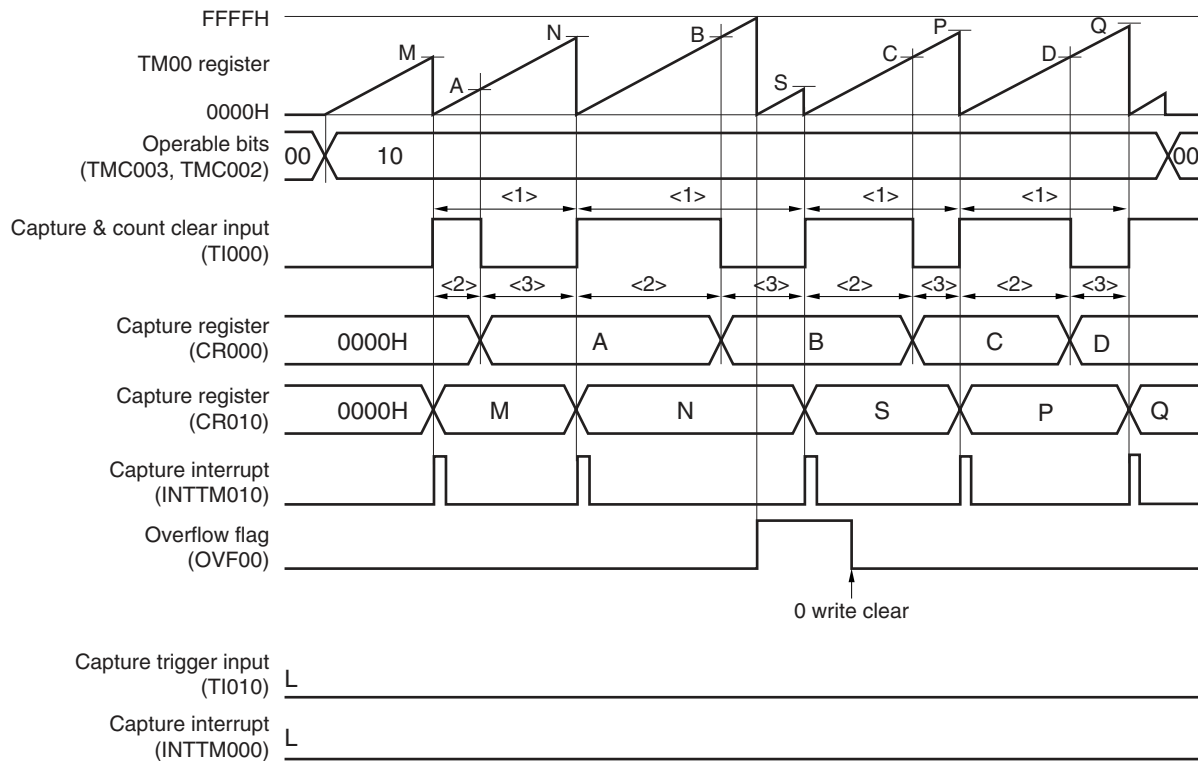 FFFFH
TM00 register
0000H
M
A
N
B
S
C
P
D
Q
Operable bits
(TMC003, TMC002)
00
10
00
<1>
<1>
<1>
<1>
Capture & count clear input
(TI000)
<2>
<3>
<2>
<3>
<2>
<3>
<2>
<3>
Capture register
(CR000)
0000H
A
B
C
D
Capture register
(CR010)
0000H
M
N
S
P
Q
Capture interrupt
(INTTM010)
Overflow flag
(OVF00)
0 write clear
Capture trigger input
(TI010)
L
Capture interrupt
(INTTM000)
L